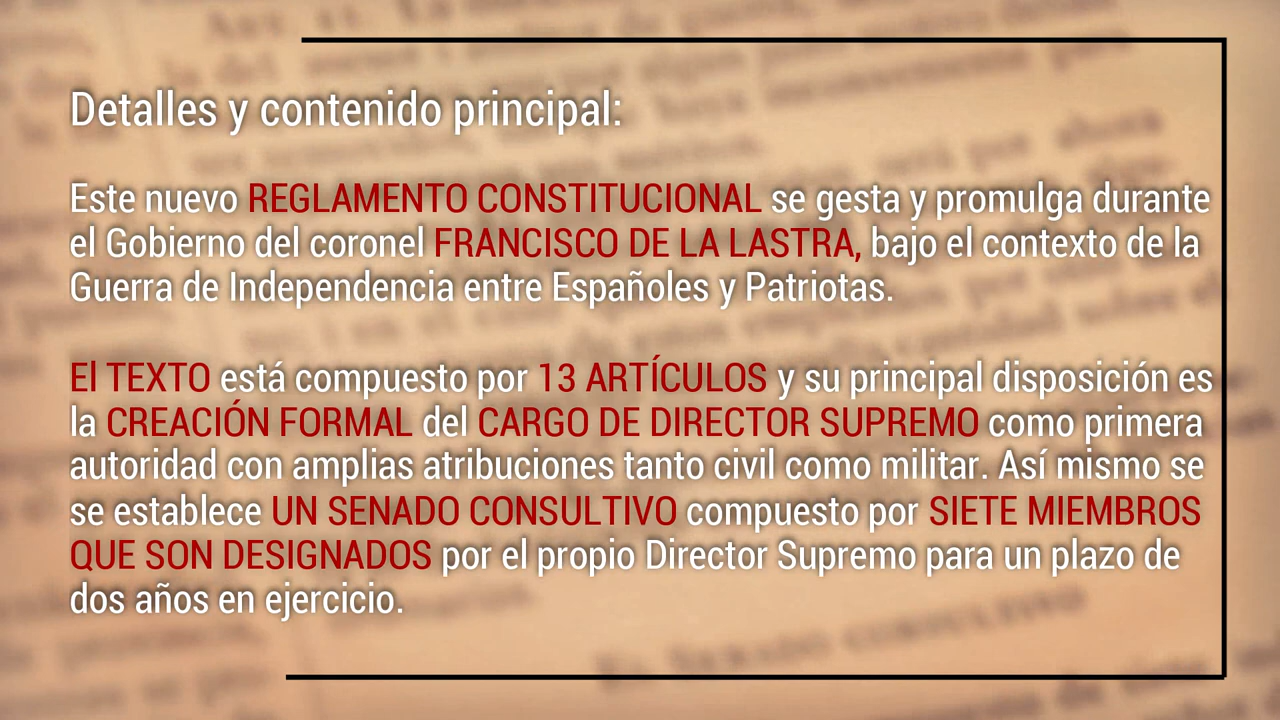 Detalles y contenido principal:
Este nuevo REGLAMENTO CONSTITUCIONAL se gesta y promulga durante
el Gobierno del coronel FRANCISCO DE LA LASTRA, bajo el contexto de la
Guerra de Independencia entre Españoles y Patriotas.
El TEXTO está compuesto por 13 ARTÍCULOS y su principal disposición es
la CREACIÓN FORMAL del CARGO DE DIRECTOR SUPREMO como primera
autoridad con amplias atribuciones tanto civil como militar. Así mismo se
se establece UN SENADO CONSULTIVO compuesto por SIETE MIEMBROS
QUE SON DESIGNADOS por el propio Director Supremo para un plazo de
dos años en ejercicio.